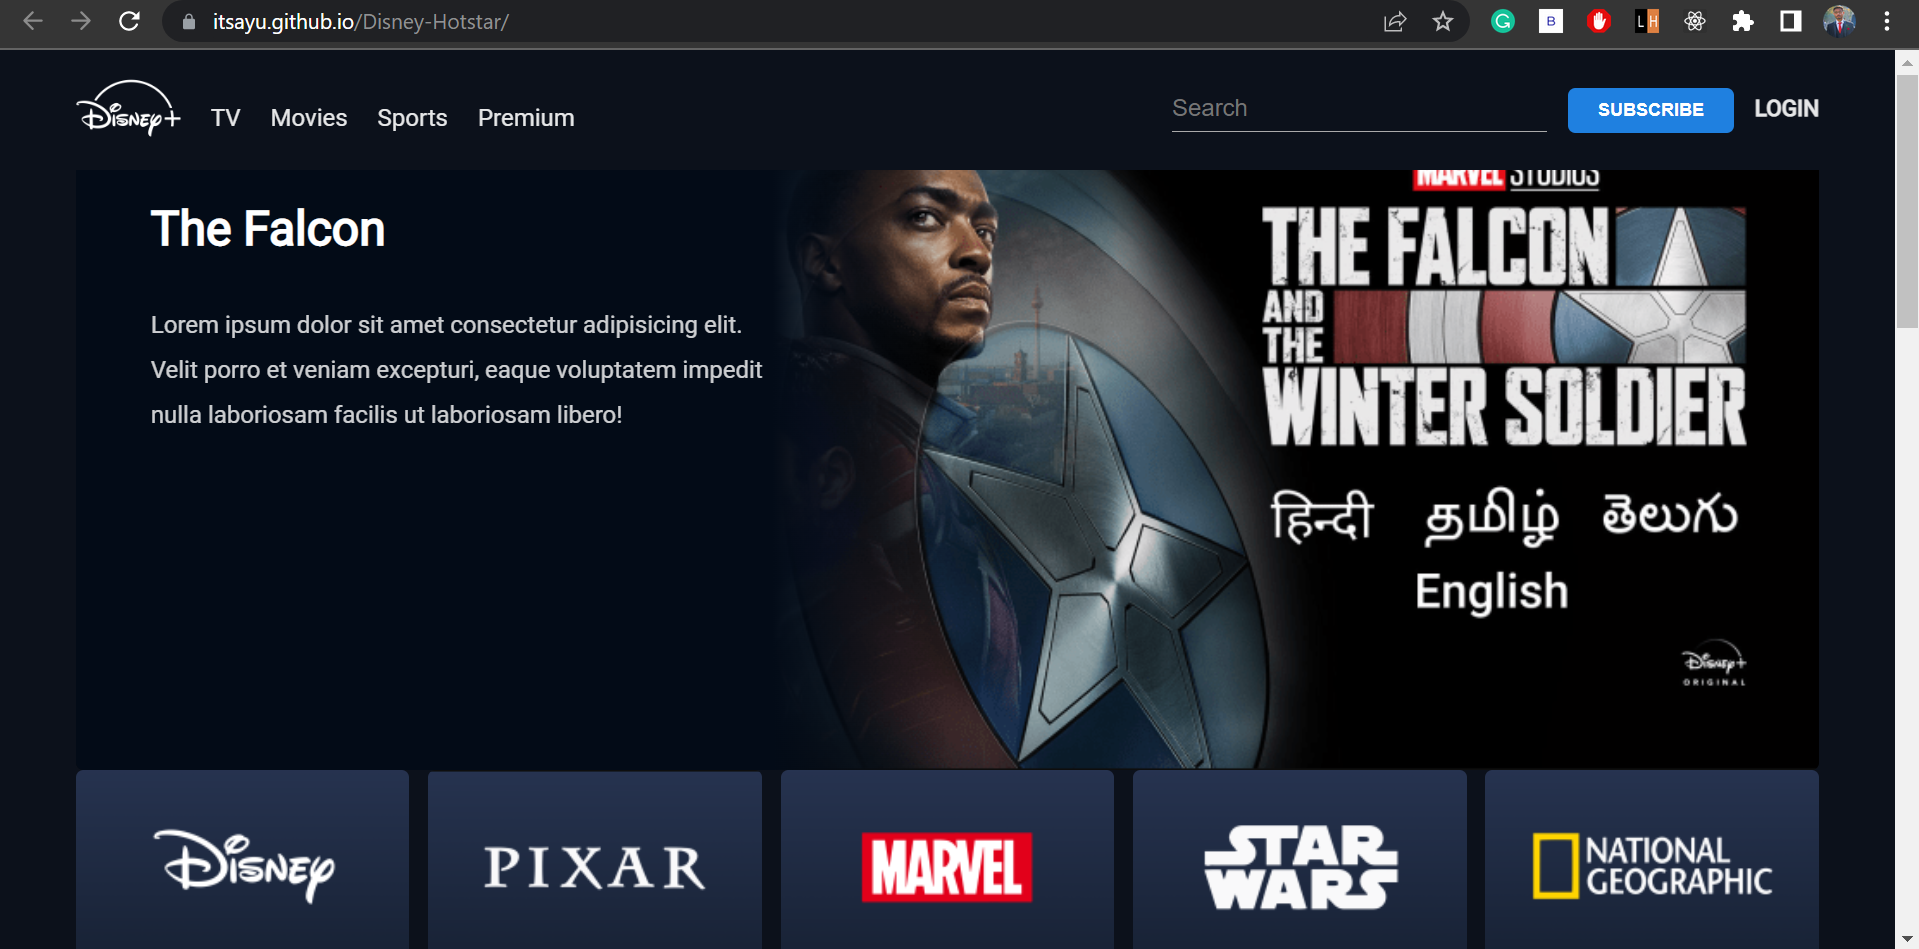 itsayu.github.io/Disney-Hotstar/
B
LH
Disney+
TV
Movies
Sports
Premium
Search
SUBSCRIBE
LOGIN
The Falcon
Lorem ipsum dolor sit amet consectetur adipisicing elit.
Velit porro et veniam excepturi, eaque voluptatem impedit
nulla laboriosam facilis ut laboriosam libero!
MARVEL STUDIOS
THE FALCON
AND
THE
WINTER SOLDIER
हिन्दी தமிழ் తెలుగు
English
Disney+
ORIGINAL
Disney
PIXAR
MARVEL
STAR
WARS
NATIONAL
GEOGRAPHIC